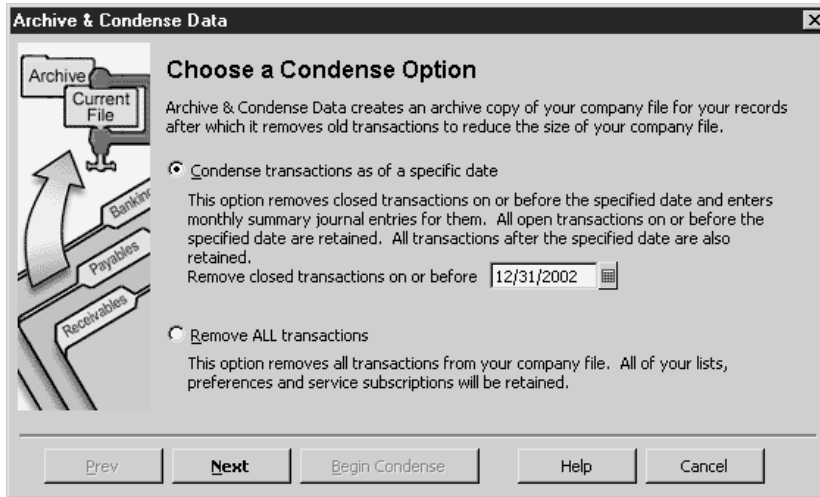 Archive & Condense Data
Archive
Current
File
Banking
Payables
Receivables
Choose a Condense Option
Archive & Condense Data creates an archive copy of your company file for your records
after which it removes old transactions to reduce the size of your company file.
Condense transactions as of a specific date
This option removes closed transactions on or before the specified date and enters
monthly summary journal entries for them. All open transactions on or before the
specified date are retained. All transactions after the specified date are also
retained.
Remove closed transactions on or before 12/31/2002
Remove ALL transactions
This option removes all transactions from your company file. All of your lists,
preferences and service subscriptions will be retained.
Prev Next Begin Condense Help Cancel